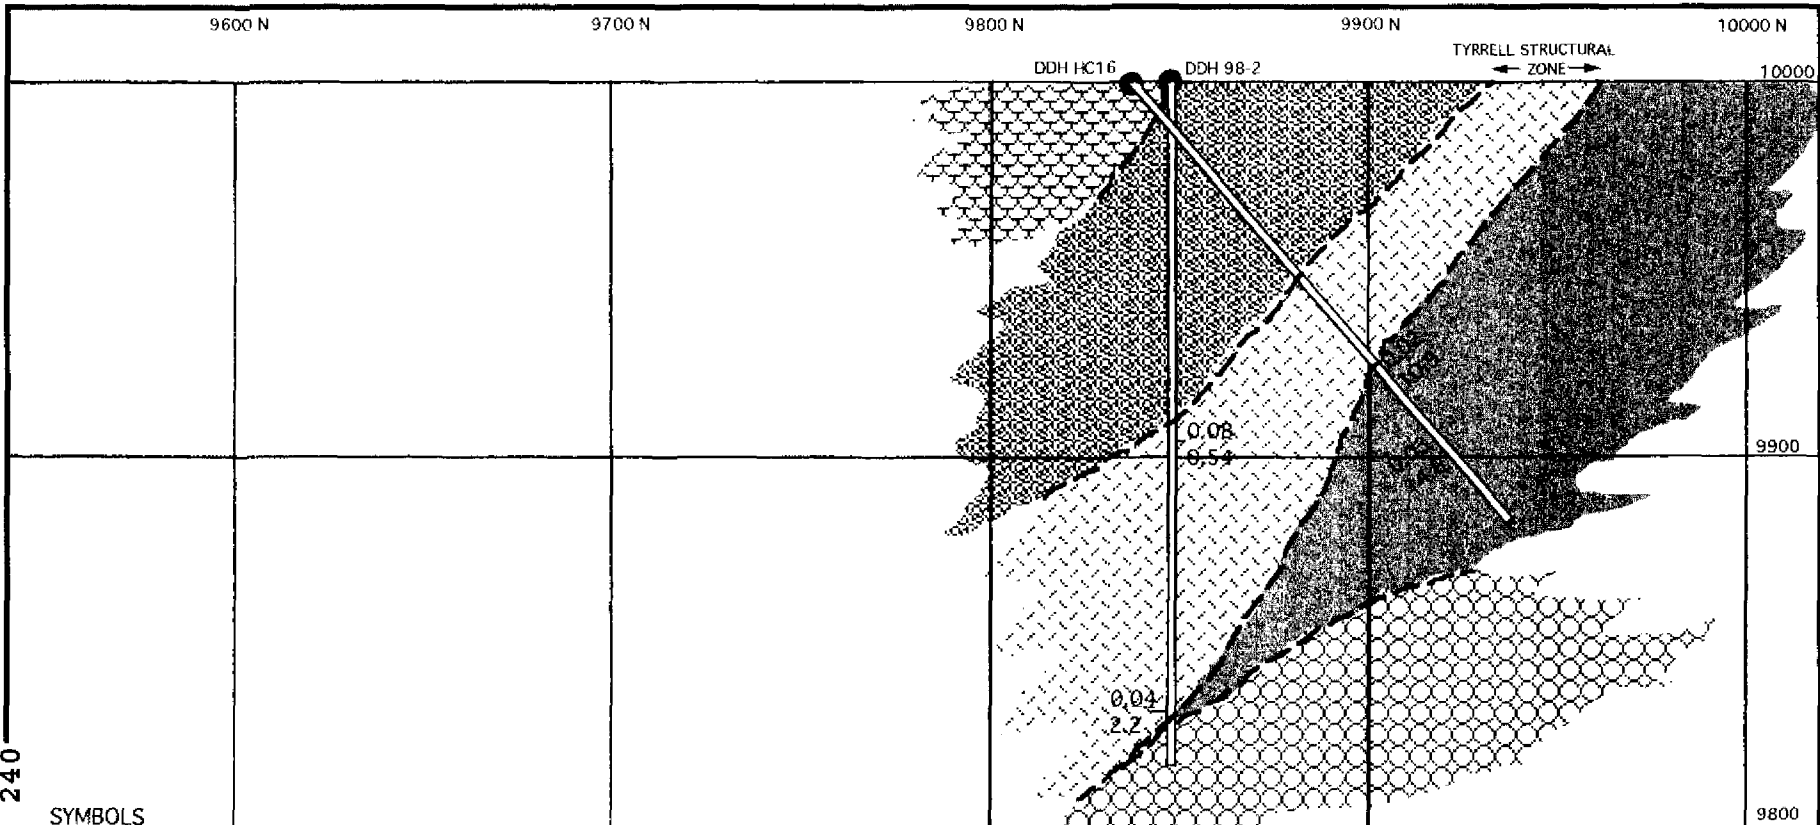 9600 N 9700 N 9800 N 9900 N 10000 N
TYRRELL STRUCTURAL
ZONE
DDH HC16 DDH 98-2
10000
0.08
0.54
9900
0.04
2.2
240
SYMBOLS
9800